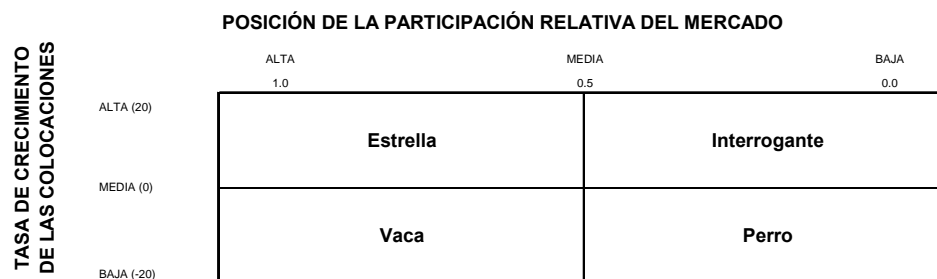 POSICIÓN DE LA PARTICIPACIÓN RELATIVA DEL MERCADO
TASA DE CRECIMIENTO
DE LAS COLOCACIONES
ALTA MEDIA BAJA
1.0 0.5 0.0
ALTA (20)
Estrella Interrogante
MEDIA (0)
Vaca Perro
BAJA (-20)